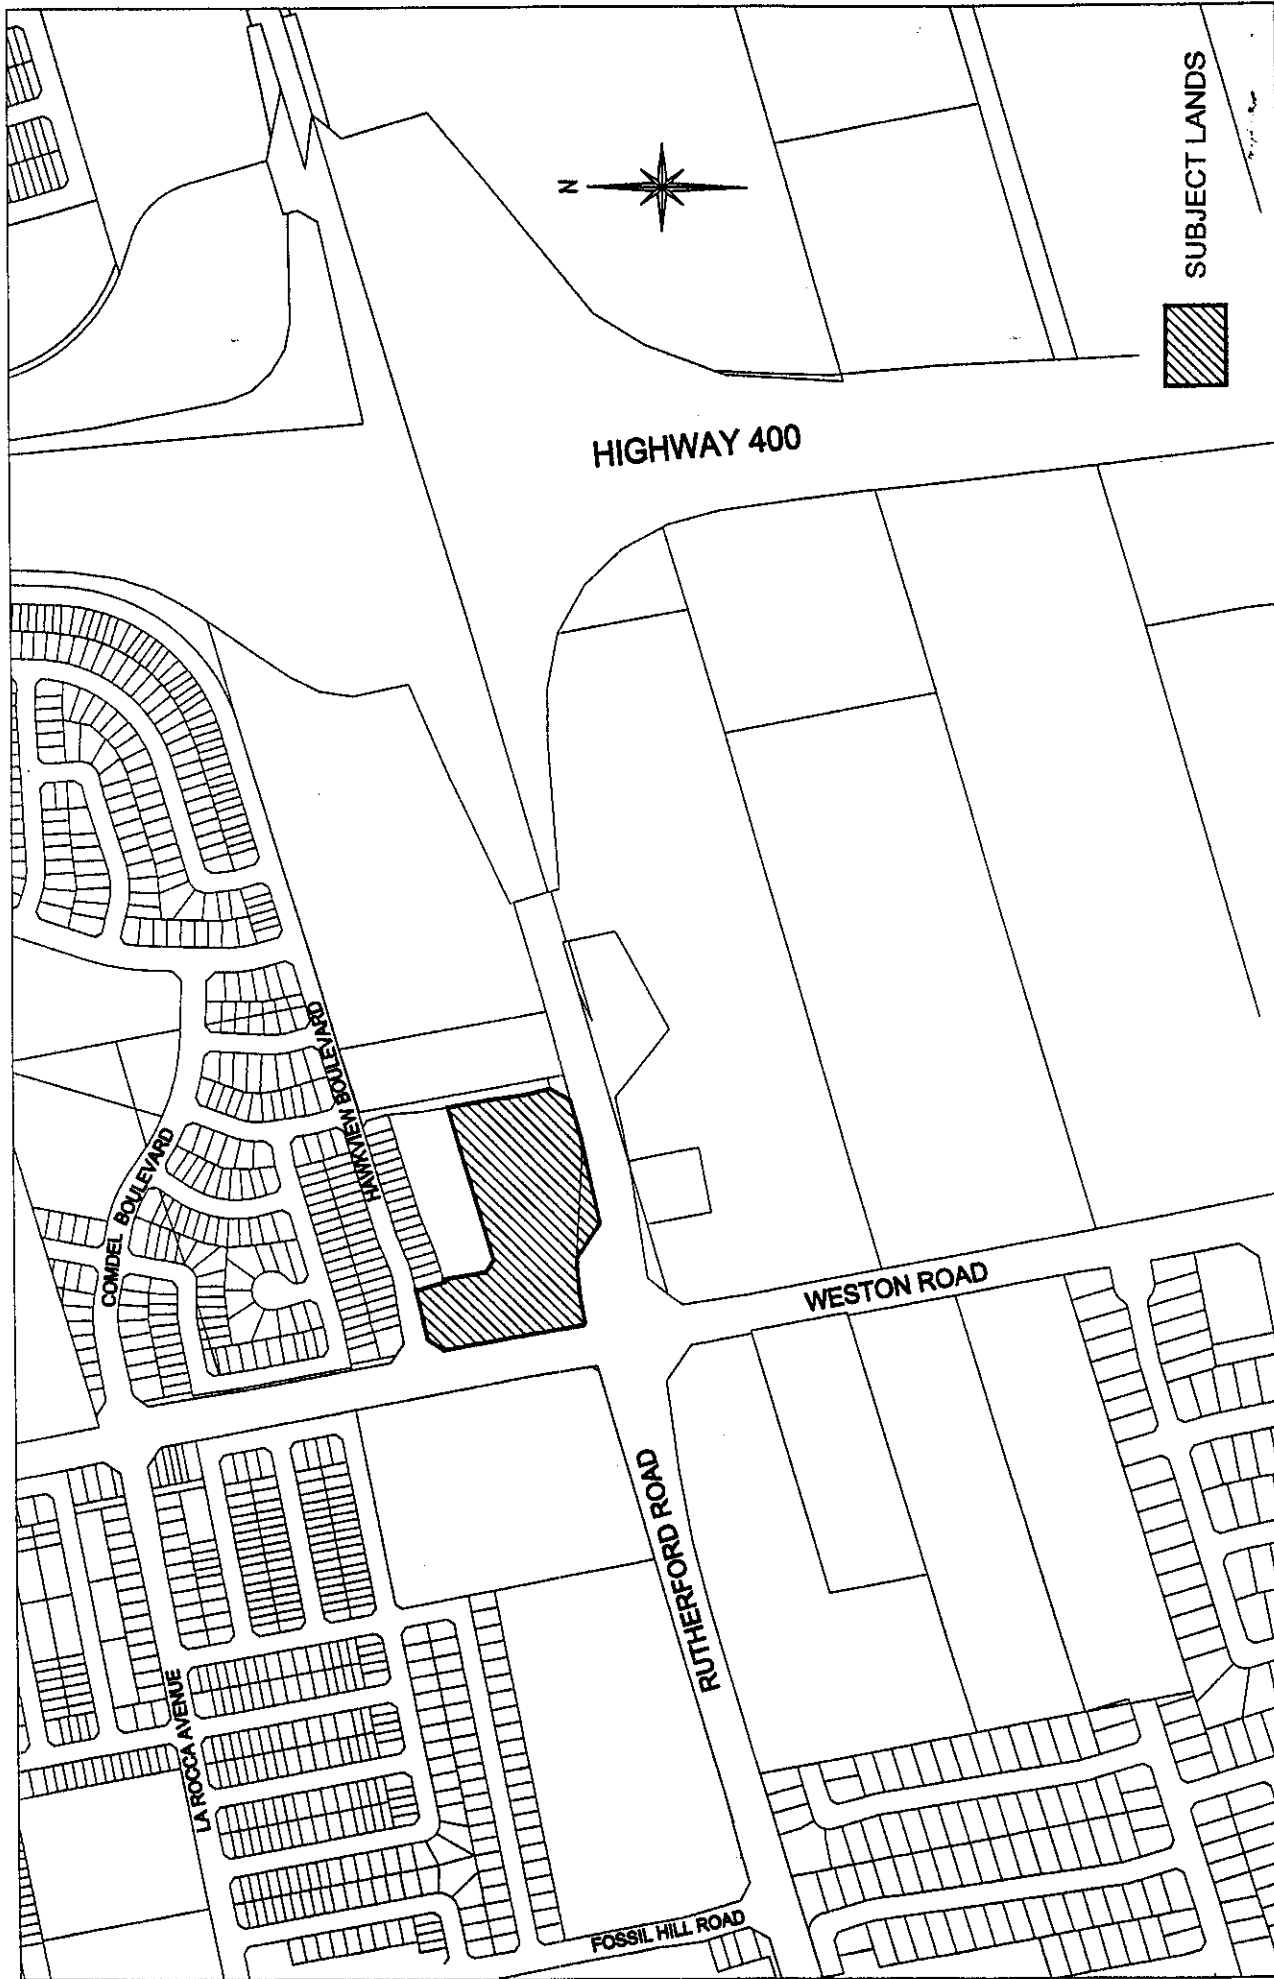 N
SUBJECT LANDS
HIGHWAY 400
HAWKVIEW BOULEVARD
COMDEL BOULEVARD
WESTON ROAD
RUTHERFORD ROAD
LA ROCCA AVENUE
FOSSIL HILL ROAD